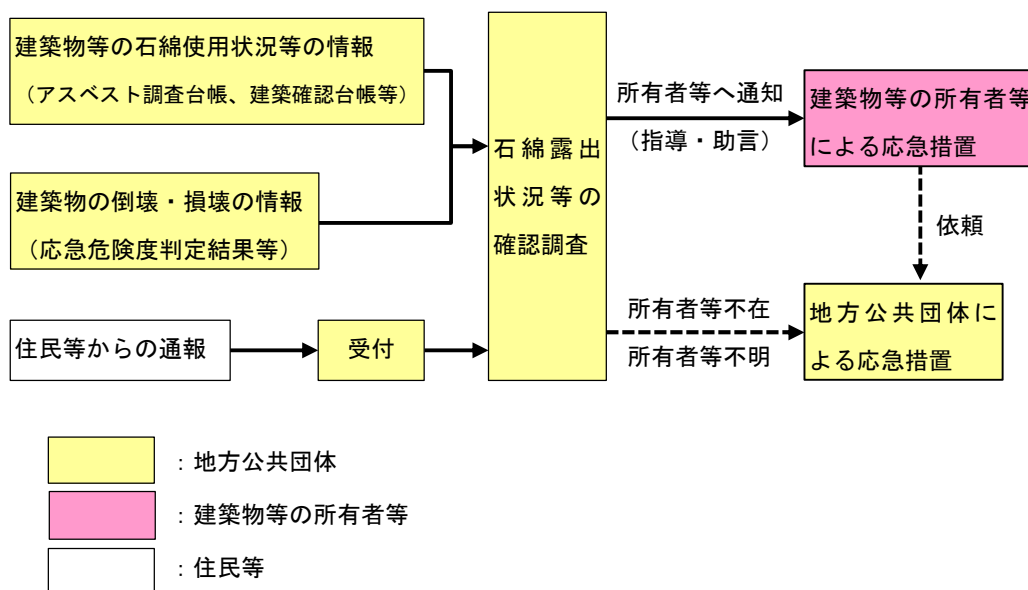 建築物等の石綿使用状況等の情報
（アスベスト調査台帳、建築確認台帳等）
建築物の倒壊・損壊の情報
（応急危険度判定結果等）
住民等からの通報
受付
石綿露出
状況等の
確認調査
所有者等へ通知
（指導・助言）
建築物等の所有者等
による応急措置
依頼
所有者等不在
所有者等不明
地方公共団体に
よる応急措置
：地方公共団体
：建築物等の所有者等
：住民等